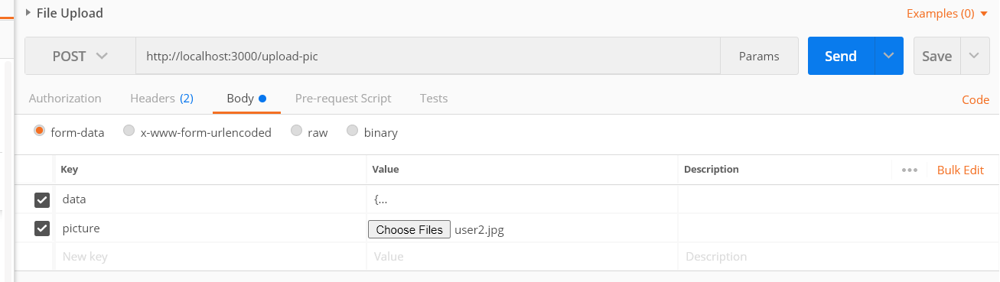 File Upload Examples (0)
POST http://localhost:3000/upload-pic Params Send Save
Authorization Headers (2) Body Pre-request Script Tests Code
form-data x-www-form-urlencoded raw binary
Key Value Description ••• Bulk Edit
data {...
picture Choose Files user2.jpg
New key Value Description